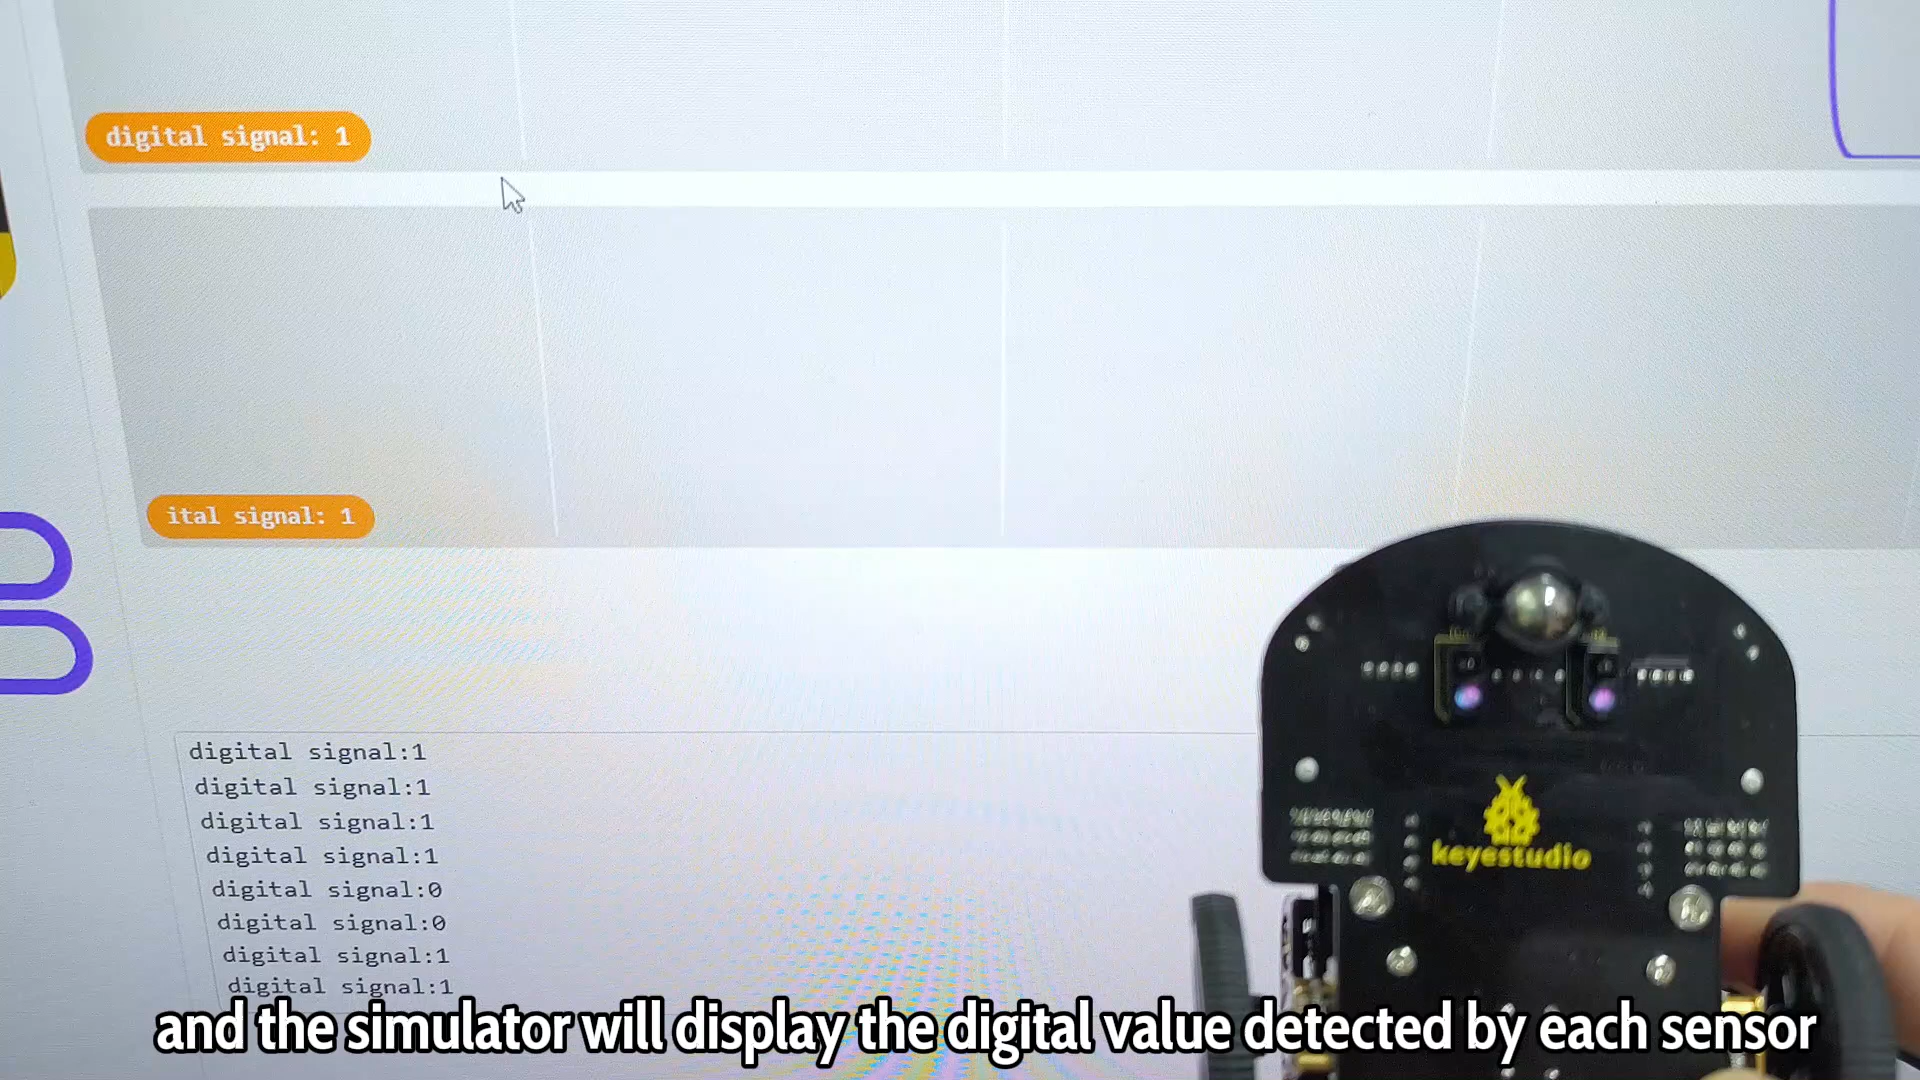 digital signal: 1
ital signal: 1
digital signal:1
digital signal:1
digital signal:1
digital signal:1
digital signal:0
digital signal:0
digital signal:1
digital signal:1
keyestudio
and the simulator will display the digital value detected by each sensor